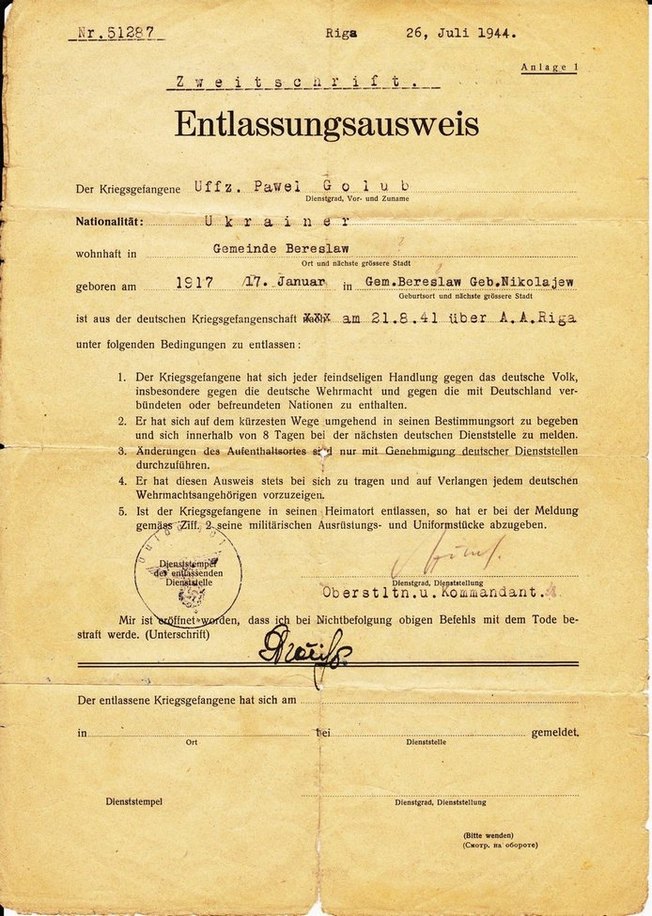 Nr.51287 Riga 26, Juli 1944.
Anlage 1
Zweitschrift.
Entlassungsausweis
Der Kriegsgefangene Uffz. Pawel Golub
Dienstgrad, Vor- und Zuname
Nationalität: Ukrainer
wohnhaft in Gemeinde Bereslaw
Ort und nächste grössere Stadt
geboren am 1917 17. Januar in Gem.Bereslaw Geb.Nikolajew
Geburtsort und nächste grössere Stadt
ist aus der deutschen Kriegsgefangenschaft xxx am 21.8.41 über A.A.Riga
unter folgenden Bedingungen zu entlassen:
1. Der Kriegsgefangene hat sich jeder feindseligen Handlung gegen das deutsche Volk,
insbesondere gegen die deutsche Wehrmacht und gegen die mit Deutschland ver-
bündeten oder befreundeten Nationen zu enthalten.
2. Er hat sich auf dem kürzesten Wege umgehend in seinen Bestimmungsort zu begeben
und sich innerhalb von 8 Tagen bei der nächsten deutschen Dienststelle zu melden.
3. Änderungen des Aufenthaltsortes sind nur mit Genehmigung deutscher Dienststellen
durchzuführen.
4. Er hat diesen Ausweis stets bei sich zu tragen und auf Verlangen jedem deutschen
Wehrmachtsangehörigen vorzuzeigen.
5. Ist der Kriegsgefangene in seinen Heimatort entlassen, so hat er bei der Meldung
gemäss Ziff. 2 seine militärischen Ausrüstungs- und Uniformstücke abzugeben.
Dienststempel
des entlassenden
Dienststelle
Dienstgrad, Dienststellung
Oberstltn.u.Kommandant.
Mir ist eröffnet worden, dass ich bei Nichtbefolgung obigen Befehls mit dem Tode be-
straft werde. (Unterschrift)
Der entlassene Kriegsgefangene hat sich am
in bei gemeldet.
Ort Dienststelle
Dienststempel Dienstgrad, Dienststellung
(Bitte wenden)
(Смотр. на обороте)